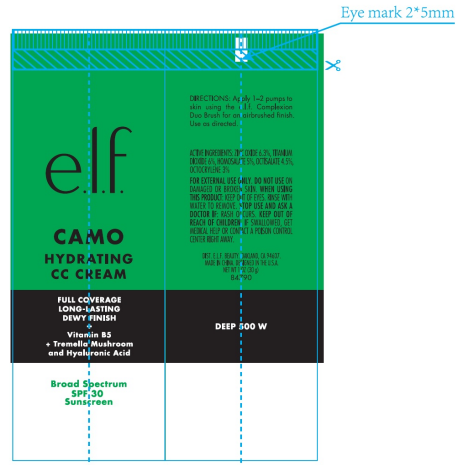 Eye mark 2*5mm
e.l.f.
CAMO
HYDRATING
CC CREAM
FULL COVERAGE
LONG-LASTING
DEWY FINISH
+
Vitamin B5
+ Tremella Mushroom
and Hyaluronic Acid
Broad Spectrum
SPF 30
Sunscreen
DIRECTIONS: Apply 1-2 pumps to
skin using the e.l.f. Complexion
Duo Brush for an airbrushed finish.
Use as directed.
ACTIVE INGREDIENTS: ZINC OXIDE 6.3%, TITANIUM
DIOXIDE 6%, HOMOSALATE 5%, OCTISALATE 4.5%,
OCTOCRYLENE 3%
FOR EXTERNAL USE ONLY. DO NOT USE ON
DAMAGED OR BROKEN SKIN. WHEN USING
THIS PRODUCT: KEEP OUT OF EYES. RINSE WITH
WATER TO REMOVE. STOP USE AND ASK A
DOCTOR IF: RASH OCCURS. KEEP OUT OF
REACH OF CHILDREN. IF SWALLOWED, GET
MEDICAL HELP OR CONTACT A POISON CONTROL
CENTER RIGHT AWAY.
DIST. E.L.F. BEAUTY, OAKLAND, CA 94607.
MADE IN CHINA. DESIGNED IN THE U.S.A.
DEEP 500 W